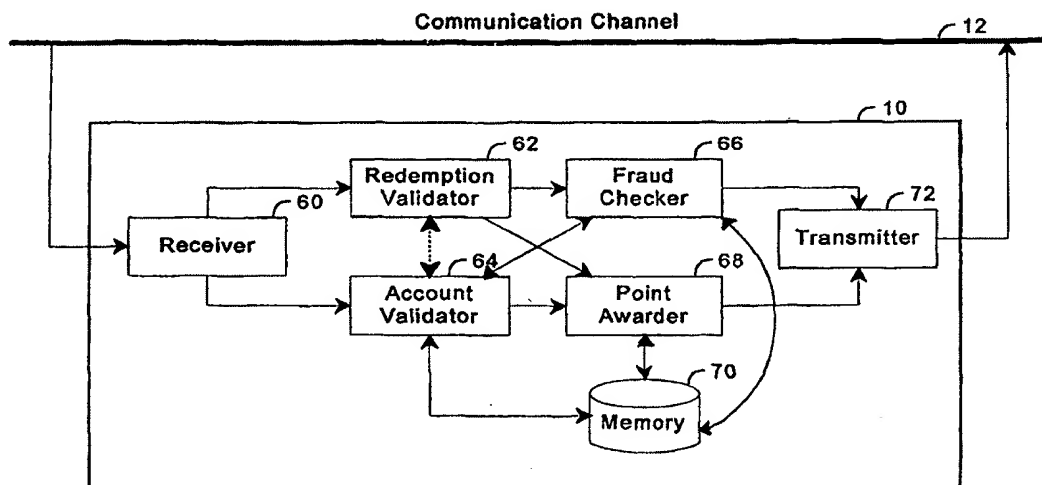 Communication Channel
12
10
62
66
Redemption
Validator
Fraud
Checker
60
72
Receiver
Transmitter
64
68
Account
Validator
Point
Awarder
70
Memory